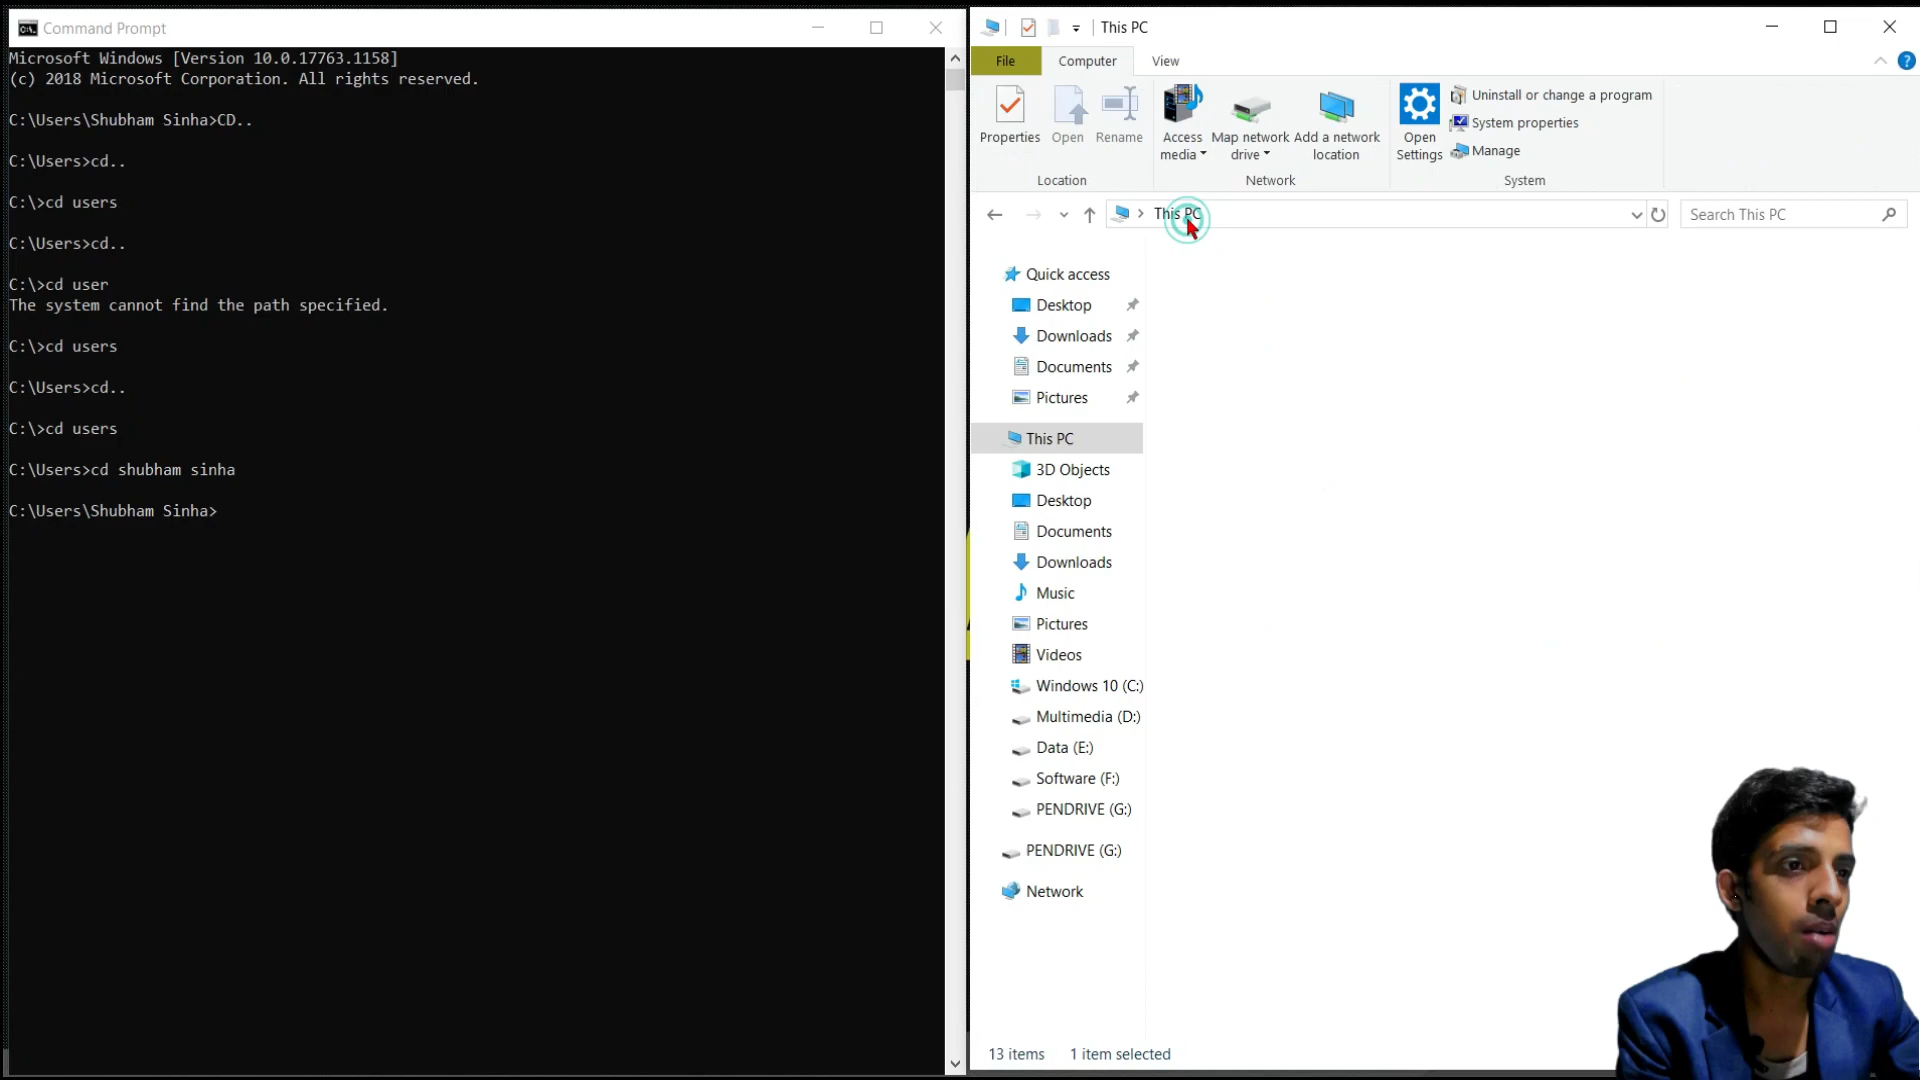 Command Prompt
Microsoft Windows [Version 10.0.17763.1158]
(c) 2018 Microsoft Corporation. All rights reserved.
C:\Users\Shubham Sinha>CD..
C:\Users>cd..
C:\>cd users
C:\Users>cd..
C:\>cd user
The system cannot find the path specified.
C:\>cd users
C:\Users>cd..
C:\>cd users
C:\Users>cd shubham sinha
C:\Users\Shubham Sinha>
This PC
File Computer View
Properties
Open
Rename
Access media
Map network drive
Add a network location
Open Settings
Uninstall or change a program
System properties
Manage
Location
Network
System
This PC
Search This PC
Quick access
Desktop
Downloads
Documents
Pictures
This PC
3D Objects
Desktop
Documents
Downloads
Music
Pictures
Videos
Windows 10 (C:)
Multimedia (D:)
Data (E:)
Software (F:)
PENDRIVE (G:)
PENDRIVE (G:)
Network
13 items 1 item selected